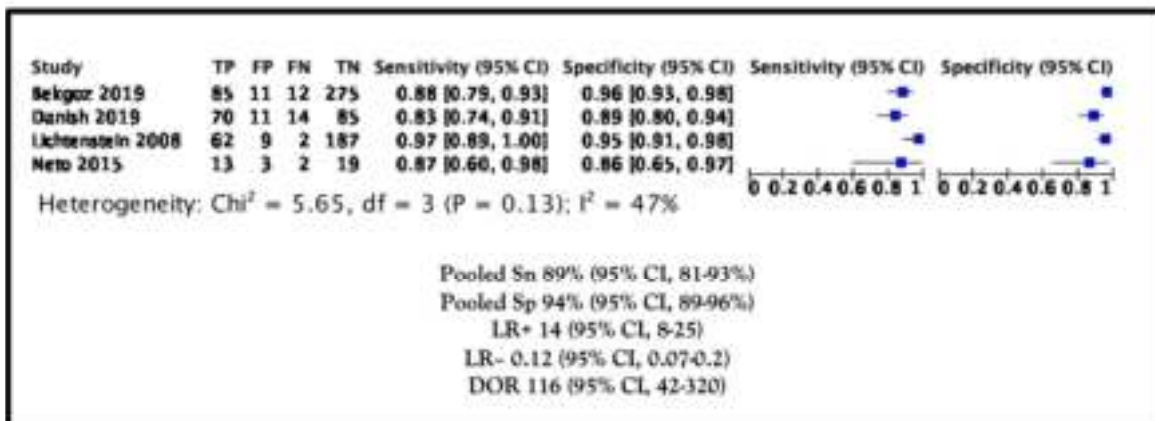 Study TP FP FN TN Sensitivity (95% CI) Specificity (95% CI) Sensitivity (95% CI) Specificity (95% CI)
Bekgoz 2019 85 11 12 275 0.88 [0.79, 0.93] 0.96 [0.93, 0.98]
Danish 2019 70 11 14 85 0.83 [0.74, 0.91] 0.89 [0.80, 0.94]
Lichtenstein 2008 62 9 2 187 0.97 [0.89, 1.00] 0.95 [0.91, 0.98]
Neto 2015 13 3 2 19 0.87 [0.60, 0.98] 0.86 [0.65, 0.97]
0 0.2 0.4 0.6 0.8 1 0 0.2 0.4 0.6 0.8 1
Heterogeneity: Chi² = 5.65, df = 3 (P = 0.13); I² = 47%
Pooled Sn 89% (95% CI, 81-93%)
Pooled Sp 94% (95% CI, 89-96%)
LR+ 14 (95% CI, 8-25)
LR- 0.12 (95% CI, 0.07-0.2)
DOR 116 (95% CI, 42-320)